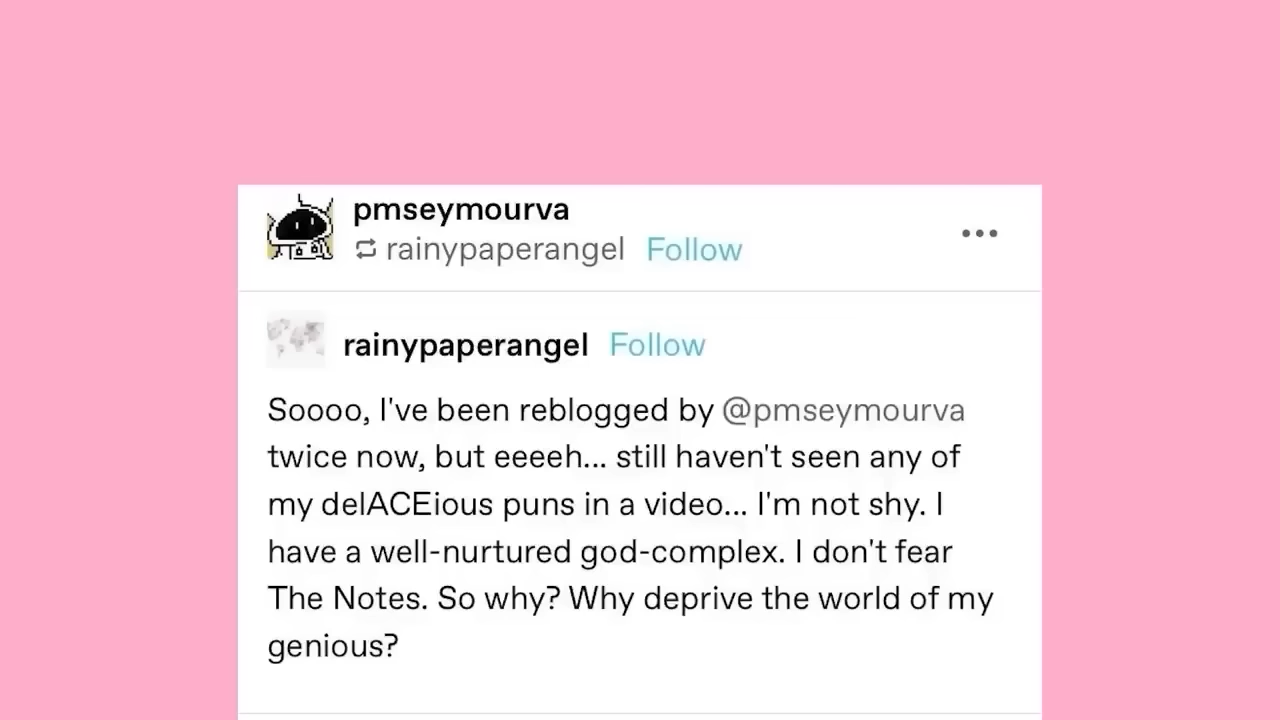 pmseymourva
rainypaperangel Follow
rainypaperangel Follow
Soooo, I've been reblogged by @pmseymourva
twice now, but eeeeh... still haven't seen any of
my delACEious puns in a video... I'm not shy. I
have a well-nurtured god-complex. I don't fear
The Notes. So why? Why deprive the world of my
genious?